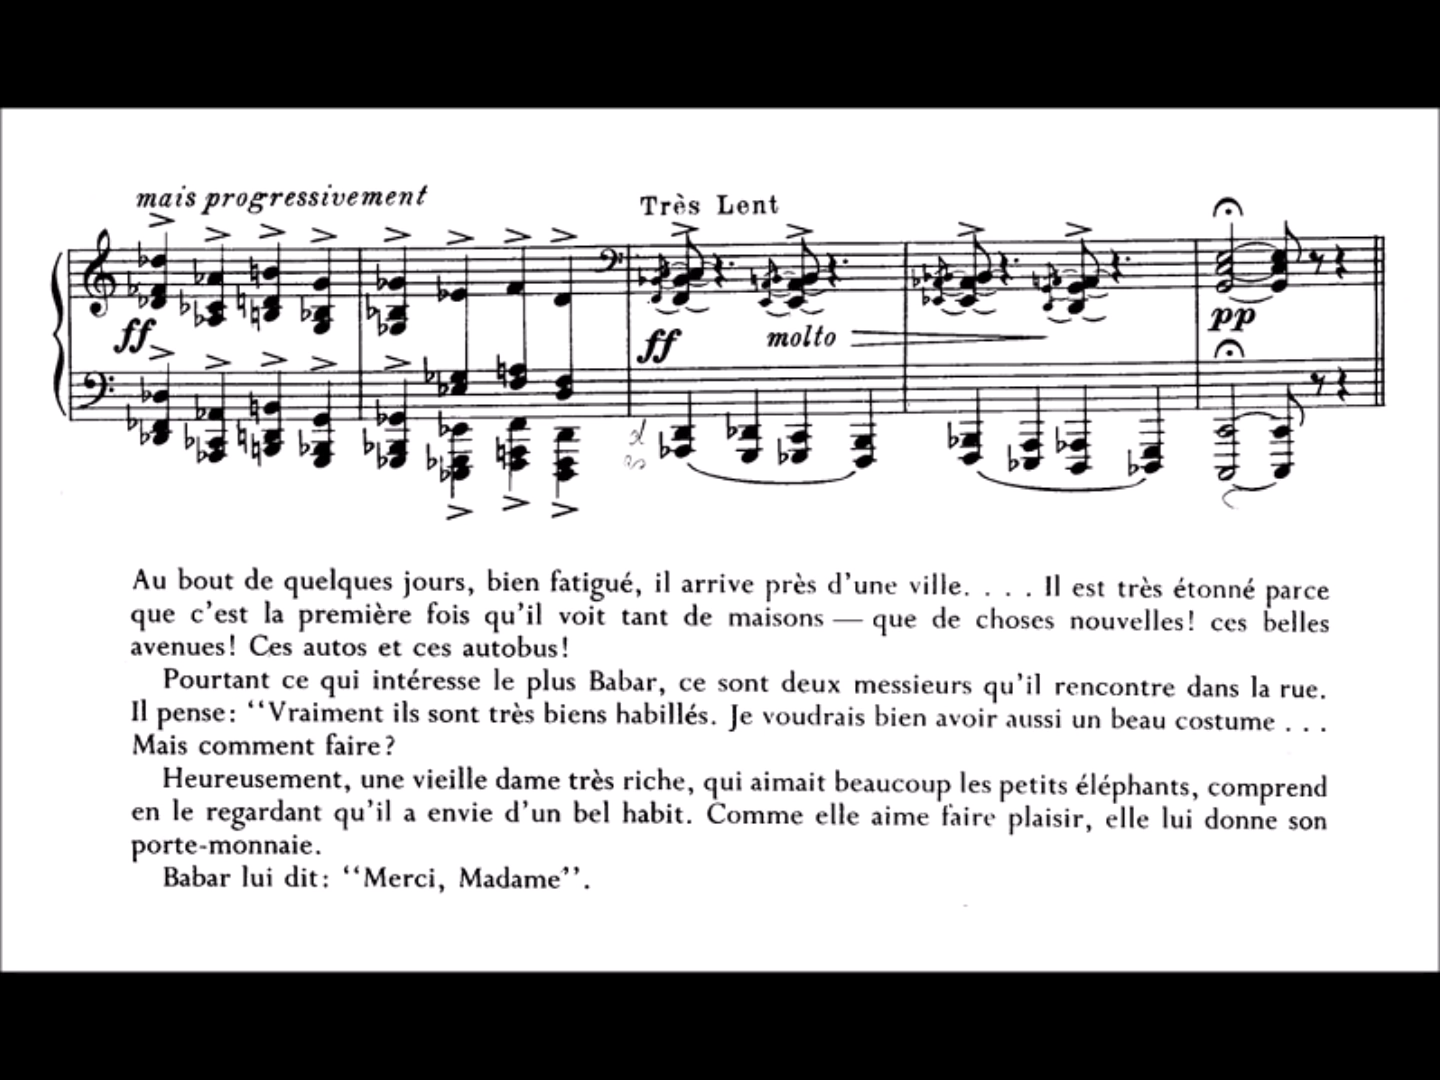 mais progressivement
Très Lent
ff
ff
molto
pp
Au bout de quelques jours, bien fatigué, il arrive près d'une ville. . . . Il est très étonné parce
que c'est la première fois qu'il voit tant de maisons — que de choses nouvelles! ces belles
avenues! Ces autos et ces autobus!
Pourtant ce qui intéresse le plus Babar, ce sont deux messieurs qu'il rencontre dans la rue.
Il pense: “Vraiment ils sont très biens habillés. Je voudrais bien avoir aussi un beau costume . . .
Mais comment faire?
Heureusement, une vieille dame très riche, qui aimait beaucoup les petits éléphants, comprend
en le regardant qu'il a envie d'un bel habit. Comme elle aime faire plaisir, elle lui donne son
porte-monnaie.
Babar lui dit: “Merci, Madame”.